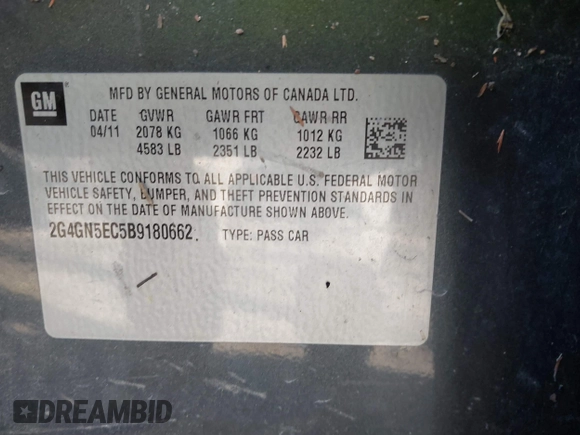 GM
MFD BY GENERAL MOTORS OF CANADA LTD.
DATE GVWR GAWR FRT GAWR RR
04/11 2078 KG 1066 KG 1012 KG
4583 LB 2351 LB 2232 LB
THIS VEHICLE CONFORMS TO ALL APPLICABLE U.S. FEDERAL MOTOR
VEHICLE SAFETY, BUMPER, AND THEFT PREVENTION STANDARDS
IN EFFECT ON THE DATE OF MANUFACTURE SHOWN ABOVE.
2G4GN5EC5B9180662 TYPE: PASS CAR
DREAMBID